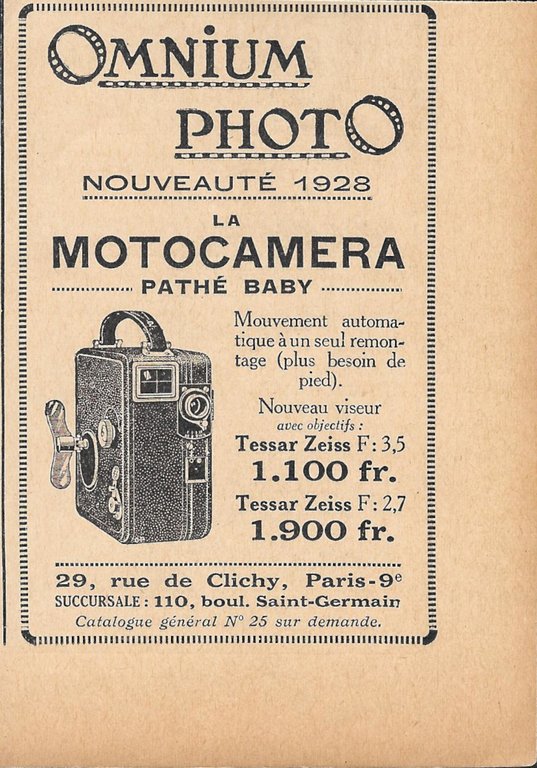 OMNiUM
PHOTO
NOUVEAUTÉ 1928
LA
MOTOCAMERA
PATHÉ BABY
Mouvement automa-
tique à un seul remon-
tage (plus besoin de
pied).
Nouveau viseur
avec objectifs :
Tessar Zeiss F : 3,5
1.100 fr.
Tessar Zeiss F : 2,7
1.900 fr.
29, rue de Clichy, Paris-9e
SUCCURSALE : 110, boul. Saint-Germain
Catalogue général N° 25 sur demande.